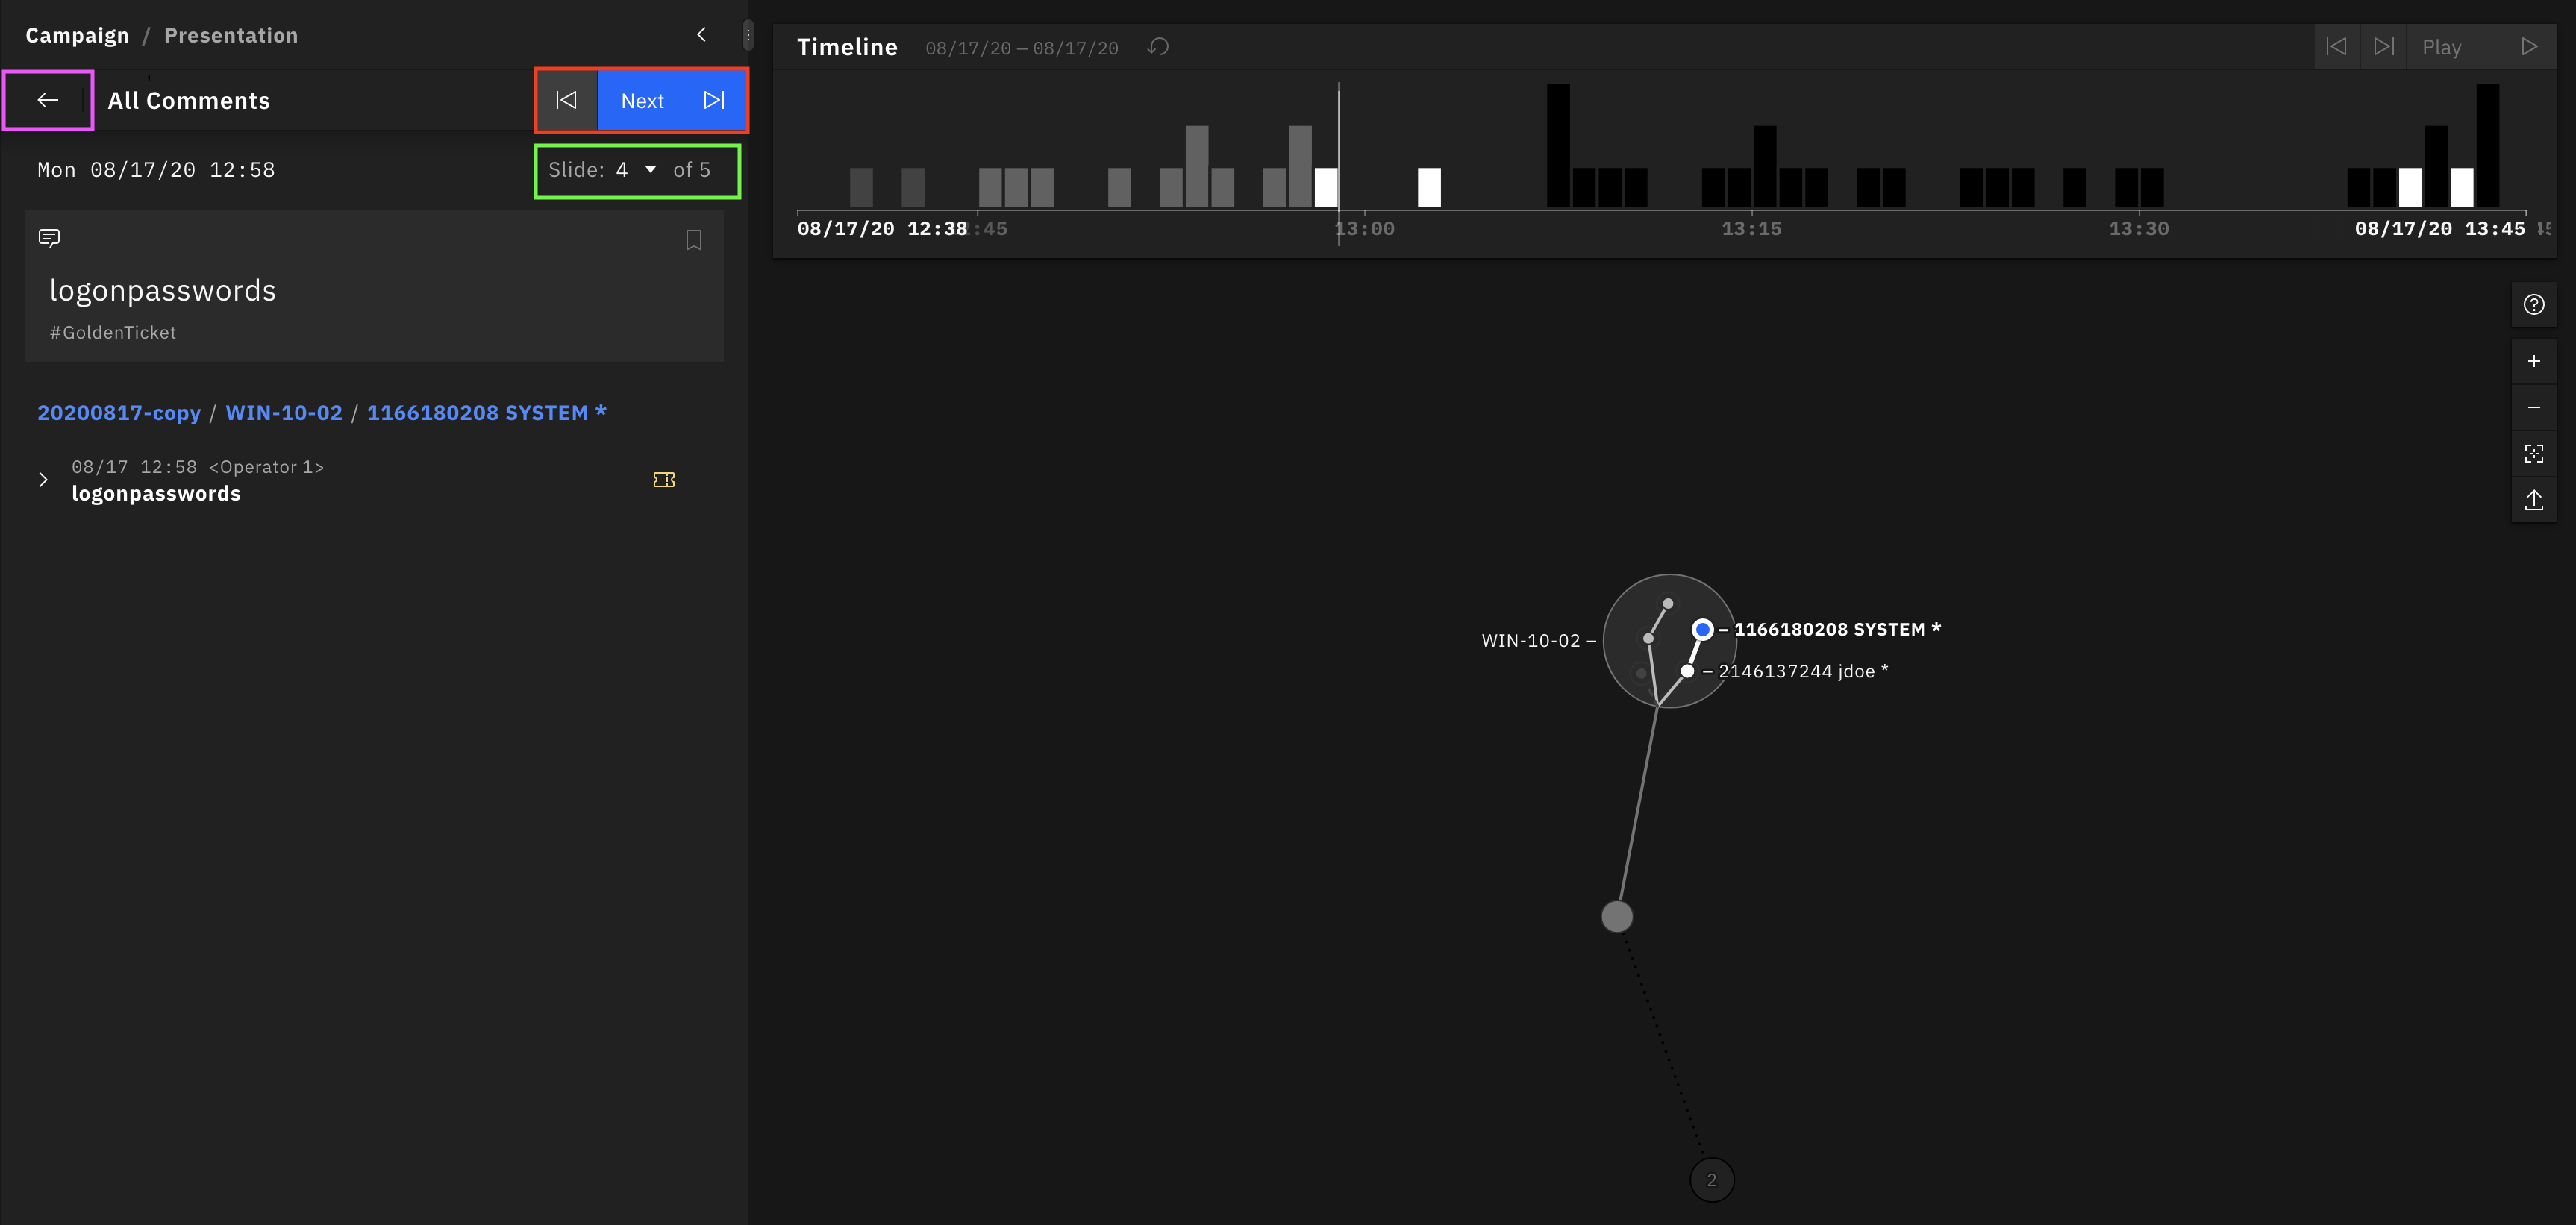 Campaign / Presentation
All Comments
Next
Mon 08/17/20 12:58
Slide: 4 of 5
logonpasswords
#GoldenTicket
20200817-copy / WIN-10-02 / 1166180208 SYSTEM *
08/17 12:58 <Operator 1>
logonpasswords
Timeline 08/17/20 – 08/17/20
Play
08/17/20 12:38 :45 13:00 13:15 13:30 08/17/20 13:45
WIN-10-02 –
– 1166180208 SYSTEM *
– 2146137244 jdoe *
2